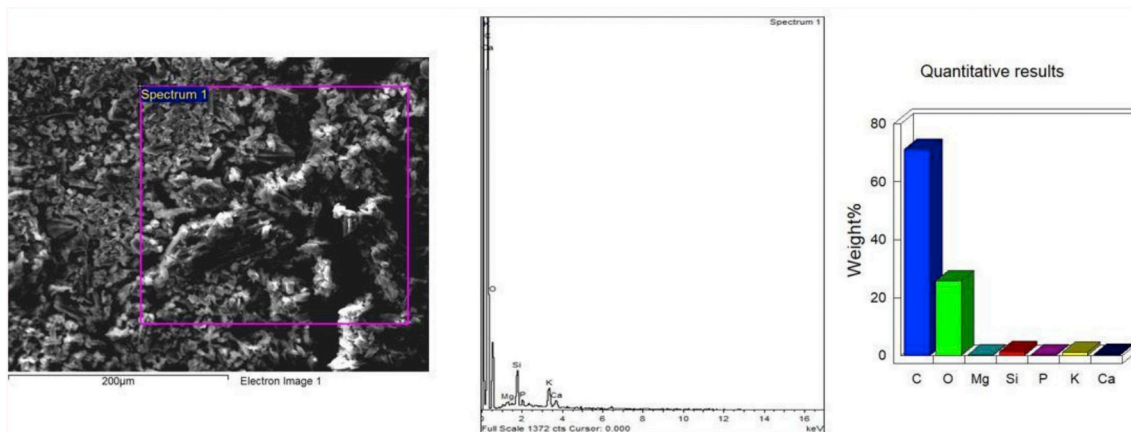 Spectrum 1
200µm
Electron Image 1
Spectrum 1
K
C
Ca
O
Si
K
Mg
P
Ca
0 2 4 6 8 10 12 14 16
Full Scale 1372 cts Cursor: 0.000
keV
Quantitative results
Weight%
80
60
40
20
0
C O Mg Si P K Ca